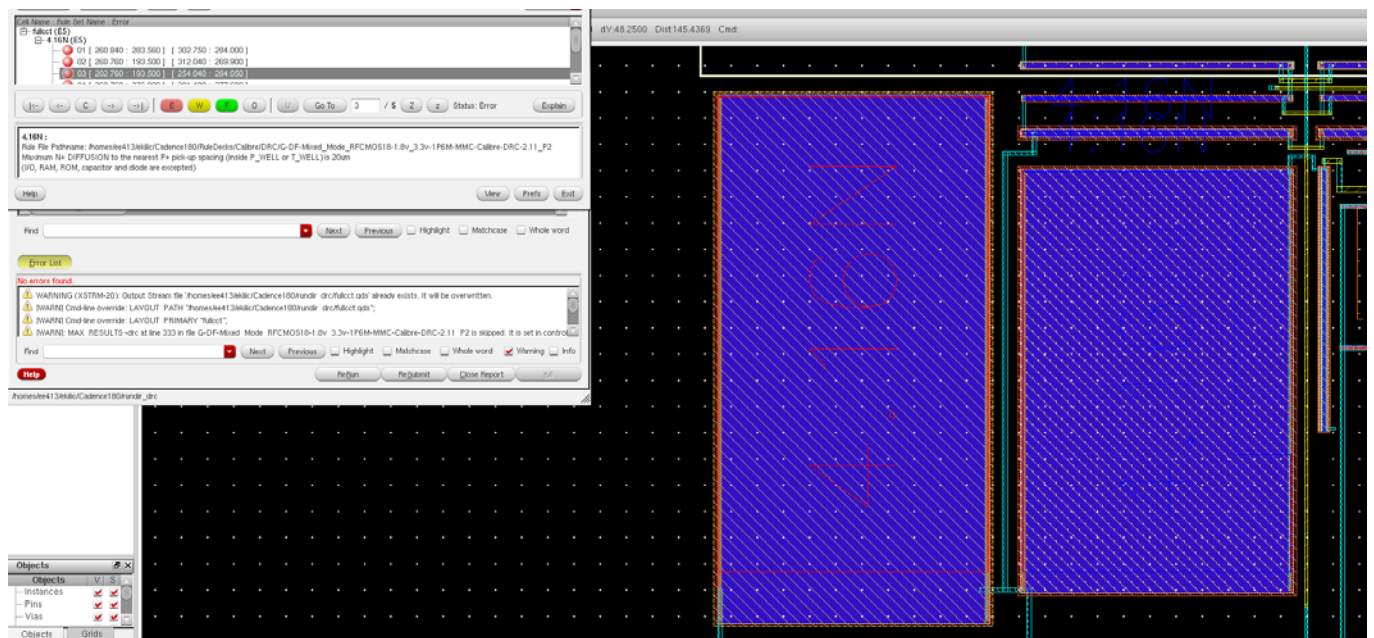 Cell Name : Rule Set Name : Error
fullcct (E5)
4.16N (E5)
01 [ 260.840 : 203.560 ] [ 302.750 : 284.000 ]
02 [ 260.760 : 193.500 ] [ 312.040 : 269.900 ]
03 [ 202.760 : 193.500 ] [ 254.040 : 204.050 ]
|<- <- C -> ->| E W F O U Go To 3 / 5 Z z Status: Error Explain
4.16N :
Rule File Pathname: /homes/ee413/ekilic/Cadence180/RuleDecks/Calibre/DRC/G-DF-Mixed_Mode_RFCMOS18-1.8v_3.3v-1P6M-MMC-Calibre-DRC-2.11_P2
Maximum N+ DIFFUSION to the nearest P+ pick-up spacing (inside P_WELL or T_WELL) is 20um
(I/O, RAM, ROM, capacitor and diode are excepted)
Help View Prefs Exit
Find Next Previous Highlight Matchcase Whole word
Error List
No errors found.
WARNING (XSTRM-20): Output Stream file '/homes/ee413/ekilic/Cadence180/rundir_drc/fullcct.gds' already exists. It will be overwritten.
[WARN] Cmd-line override: LAYOUT PATH "/homes/ee413/ekilic/Cadence180/rundir_drc/fullcct.gds";
[WARN] Cmd-line override: LAYOUT PRIMARY "fullcct";
[WARN]: MAX_RESULTS -drc at line 333 in file G-DF-Mixed_Mode_RFCMOS18-1.8v_3.3v-1P6M-MMC-Calibre-DRC-2.11_P2 is skipped. It is set in control
Find Next Previous Highlight Matchcase Whole word Warning Info
Help ReRun ReSubmit Close Report
/homes/ee413/ekilic/Cadence180/rundir_drc
Objects
Objects V S
Instances
Pins
Vias
Objects Grids
dV:48.2500 Dist:145.4369 Cmd:
4.16N
4.16N